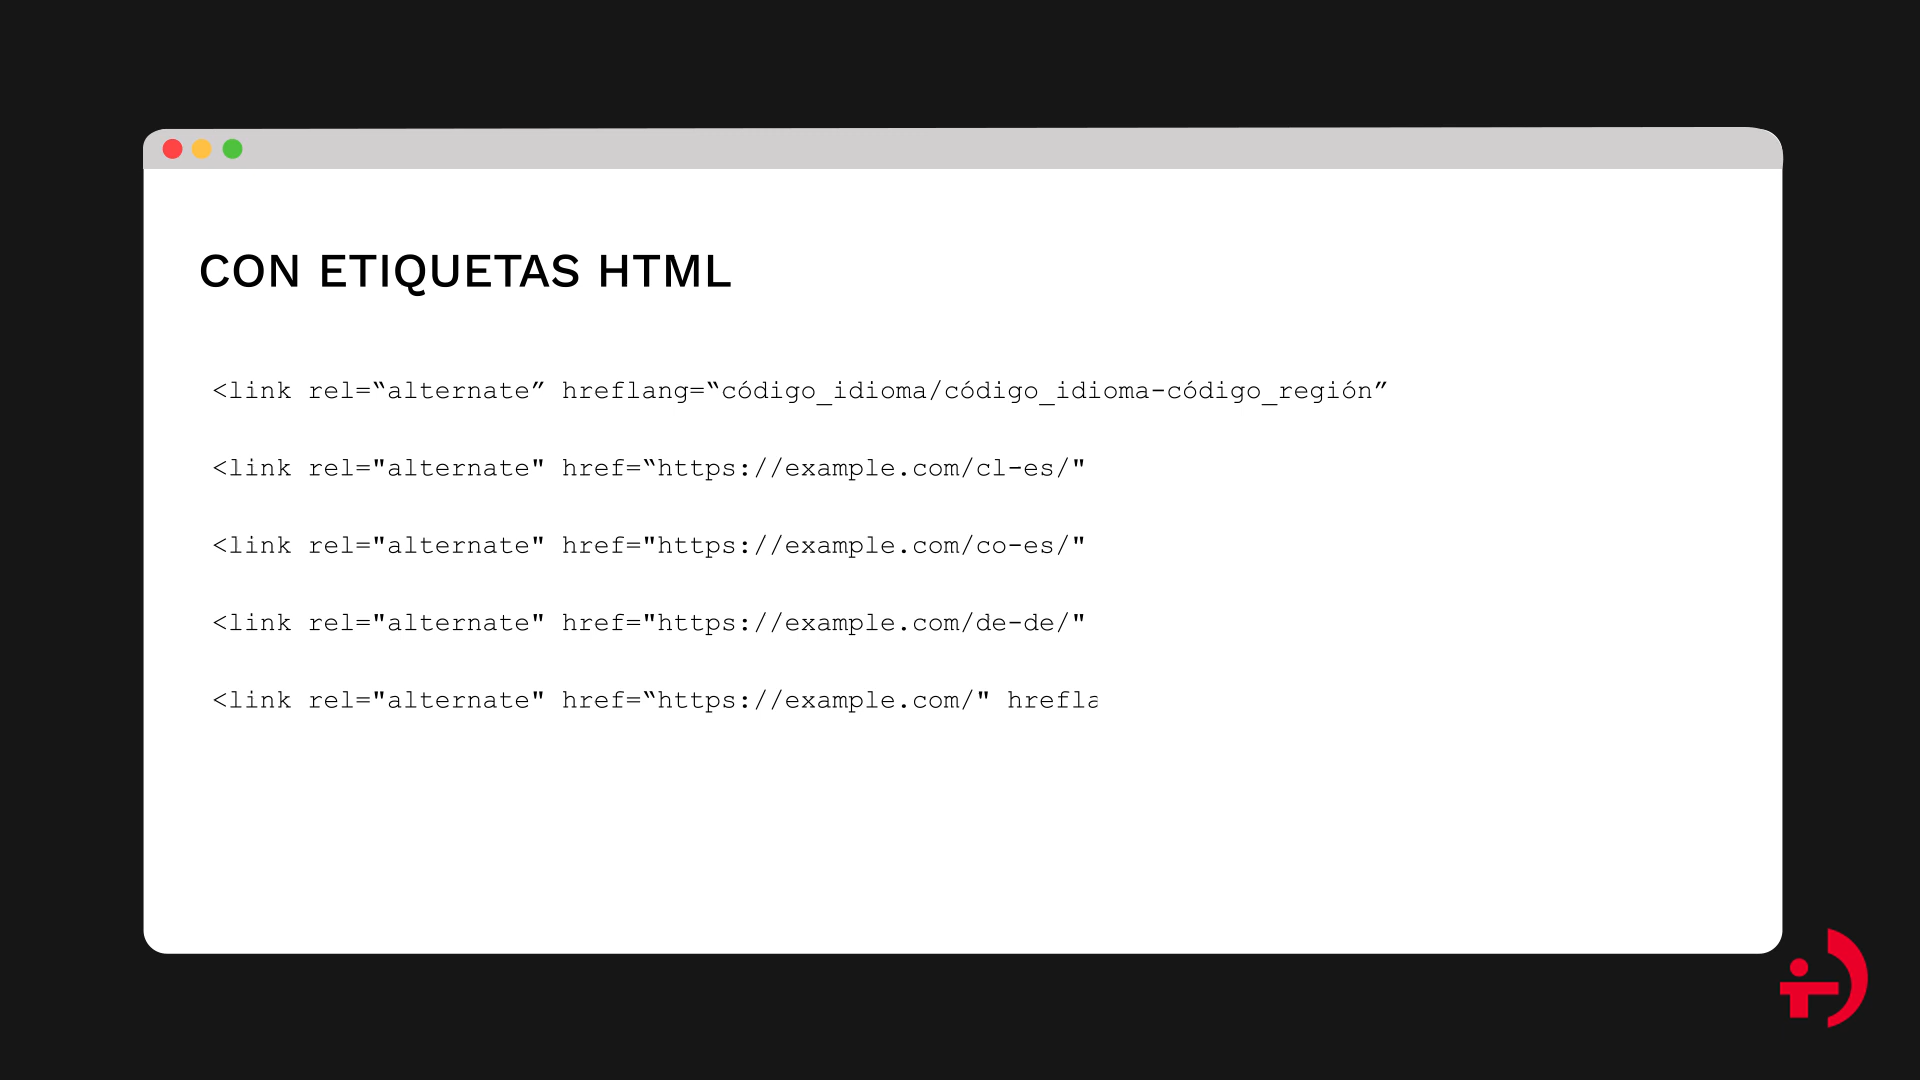 CON ETIQUETAS HTML
<link rel=“alternate” hreflang=“código_idioma/código_idioma-código_región”
<link rel="alternate" href=“https://example.com/cl-es/"
<link rel="alternate" href="https://example.com/co-es/"
<link rel="alternate" href="https://example.com/de-de/"
<link rel="alternate" href=“https://example.com/" hrefla